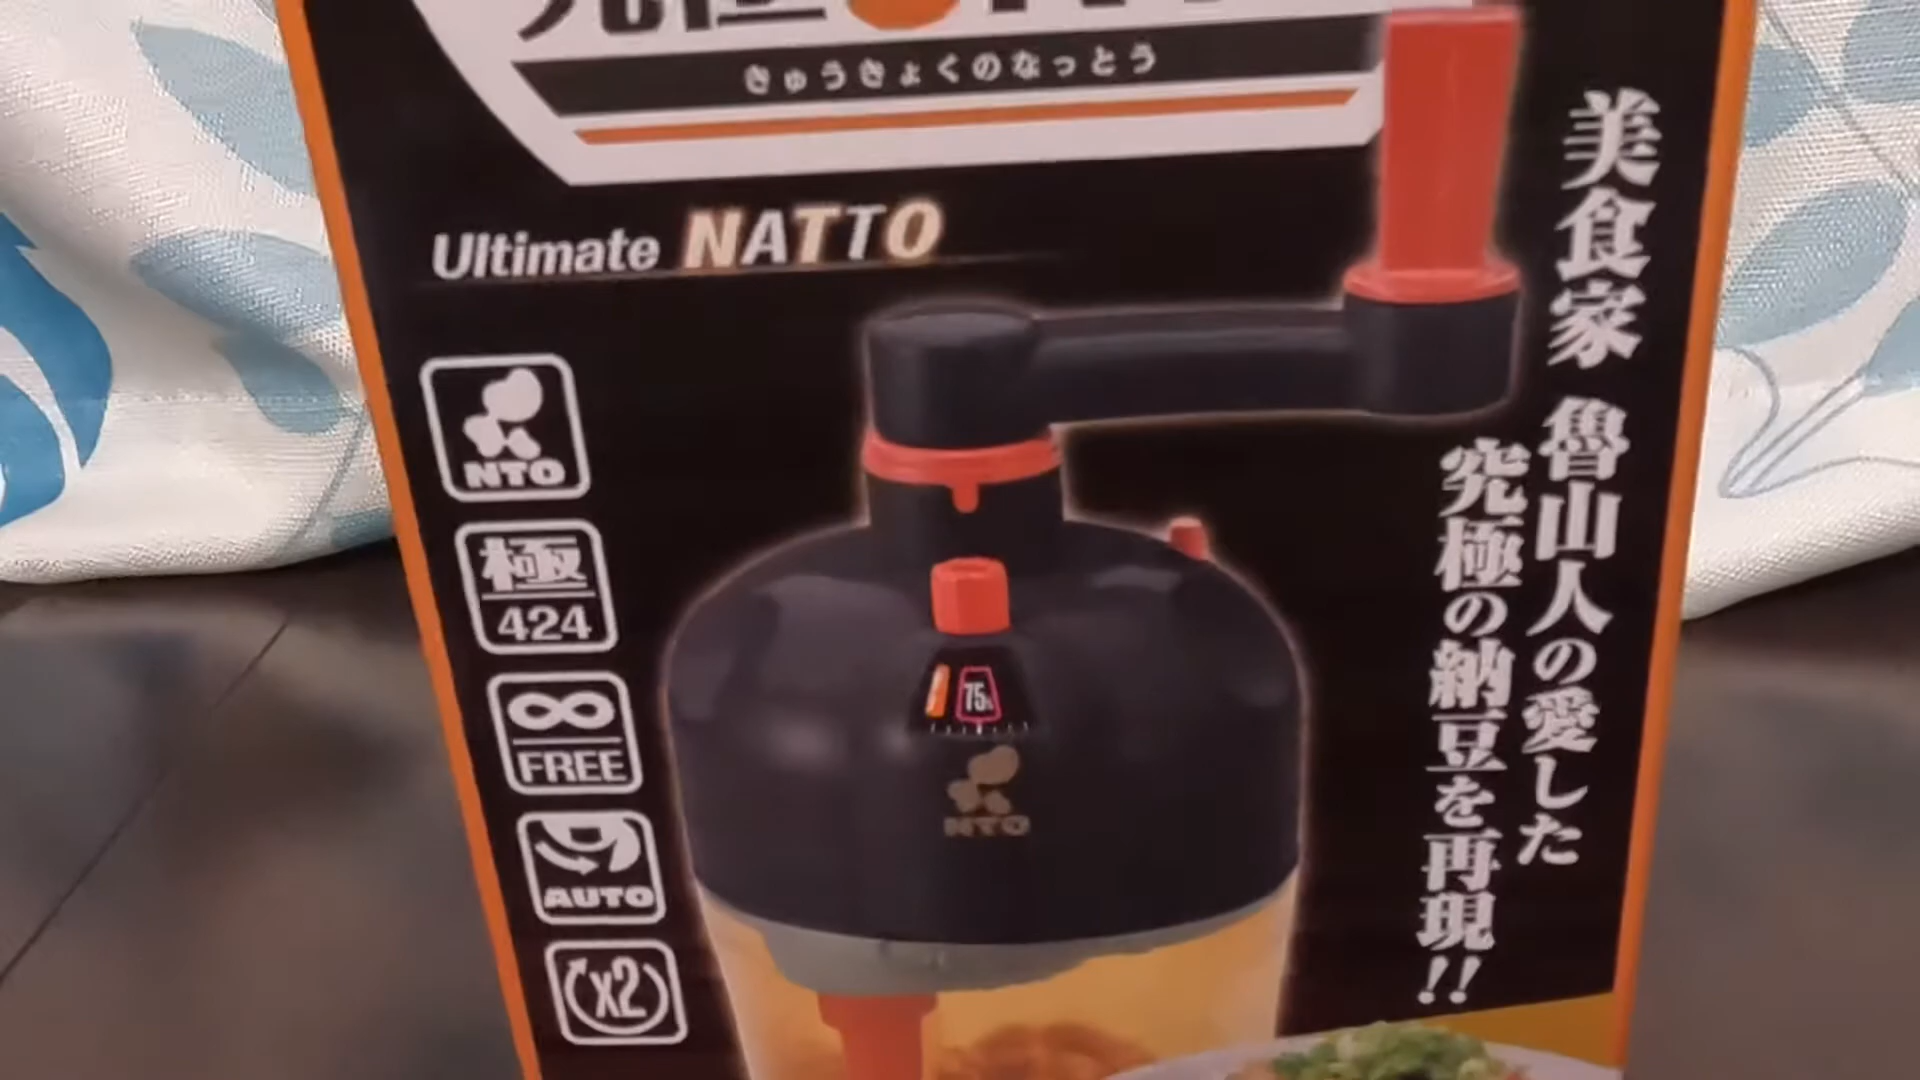 きゅうきょくのなっとう
Ultimate NATTO
美食家 魯山人の愛した
究極の納豆を再現!!
NTO
極
424
∞
FREE
AUTO
x2
75%
NTO